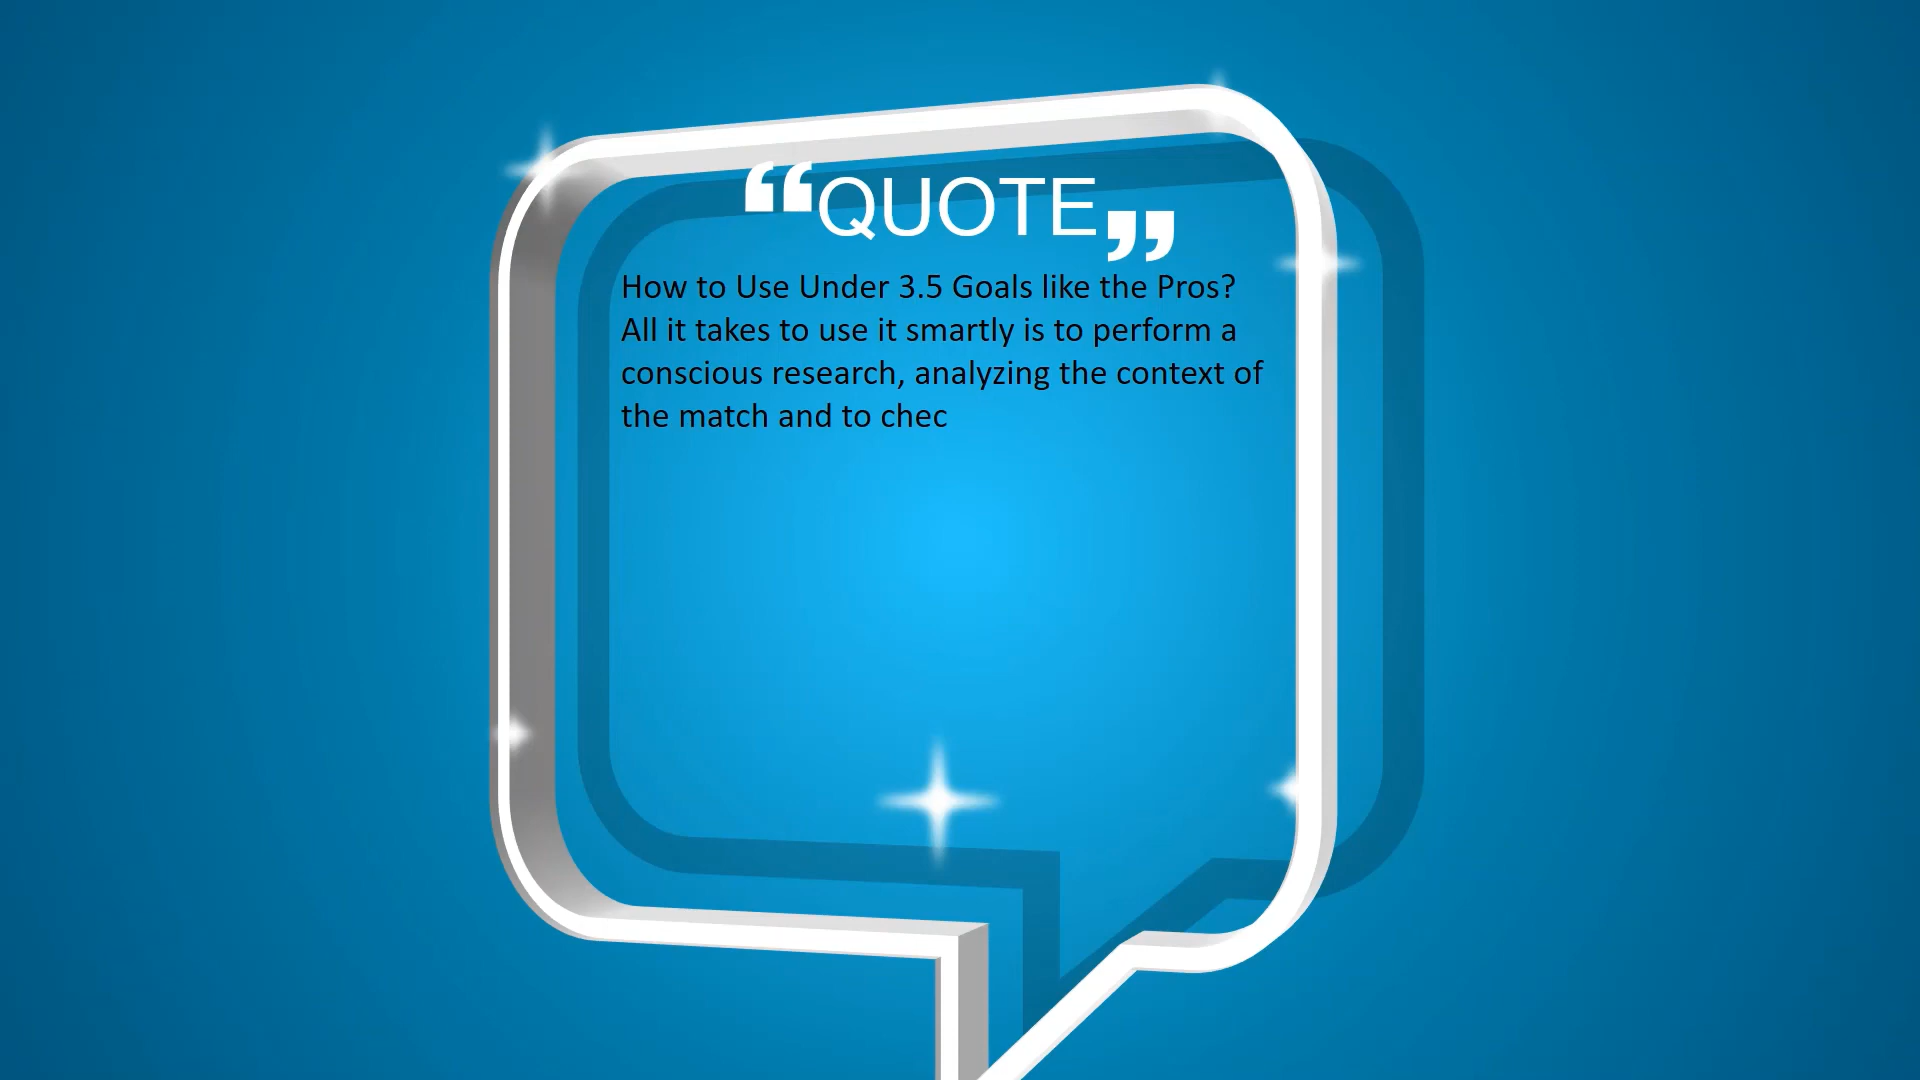 “QUOTE”
How to Use Under 3.5 Goals like the Pros?
All it takes to use it smartly is to perform a
conscious research, analyzing the context of
the match and to chec